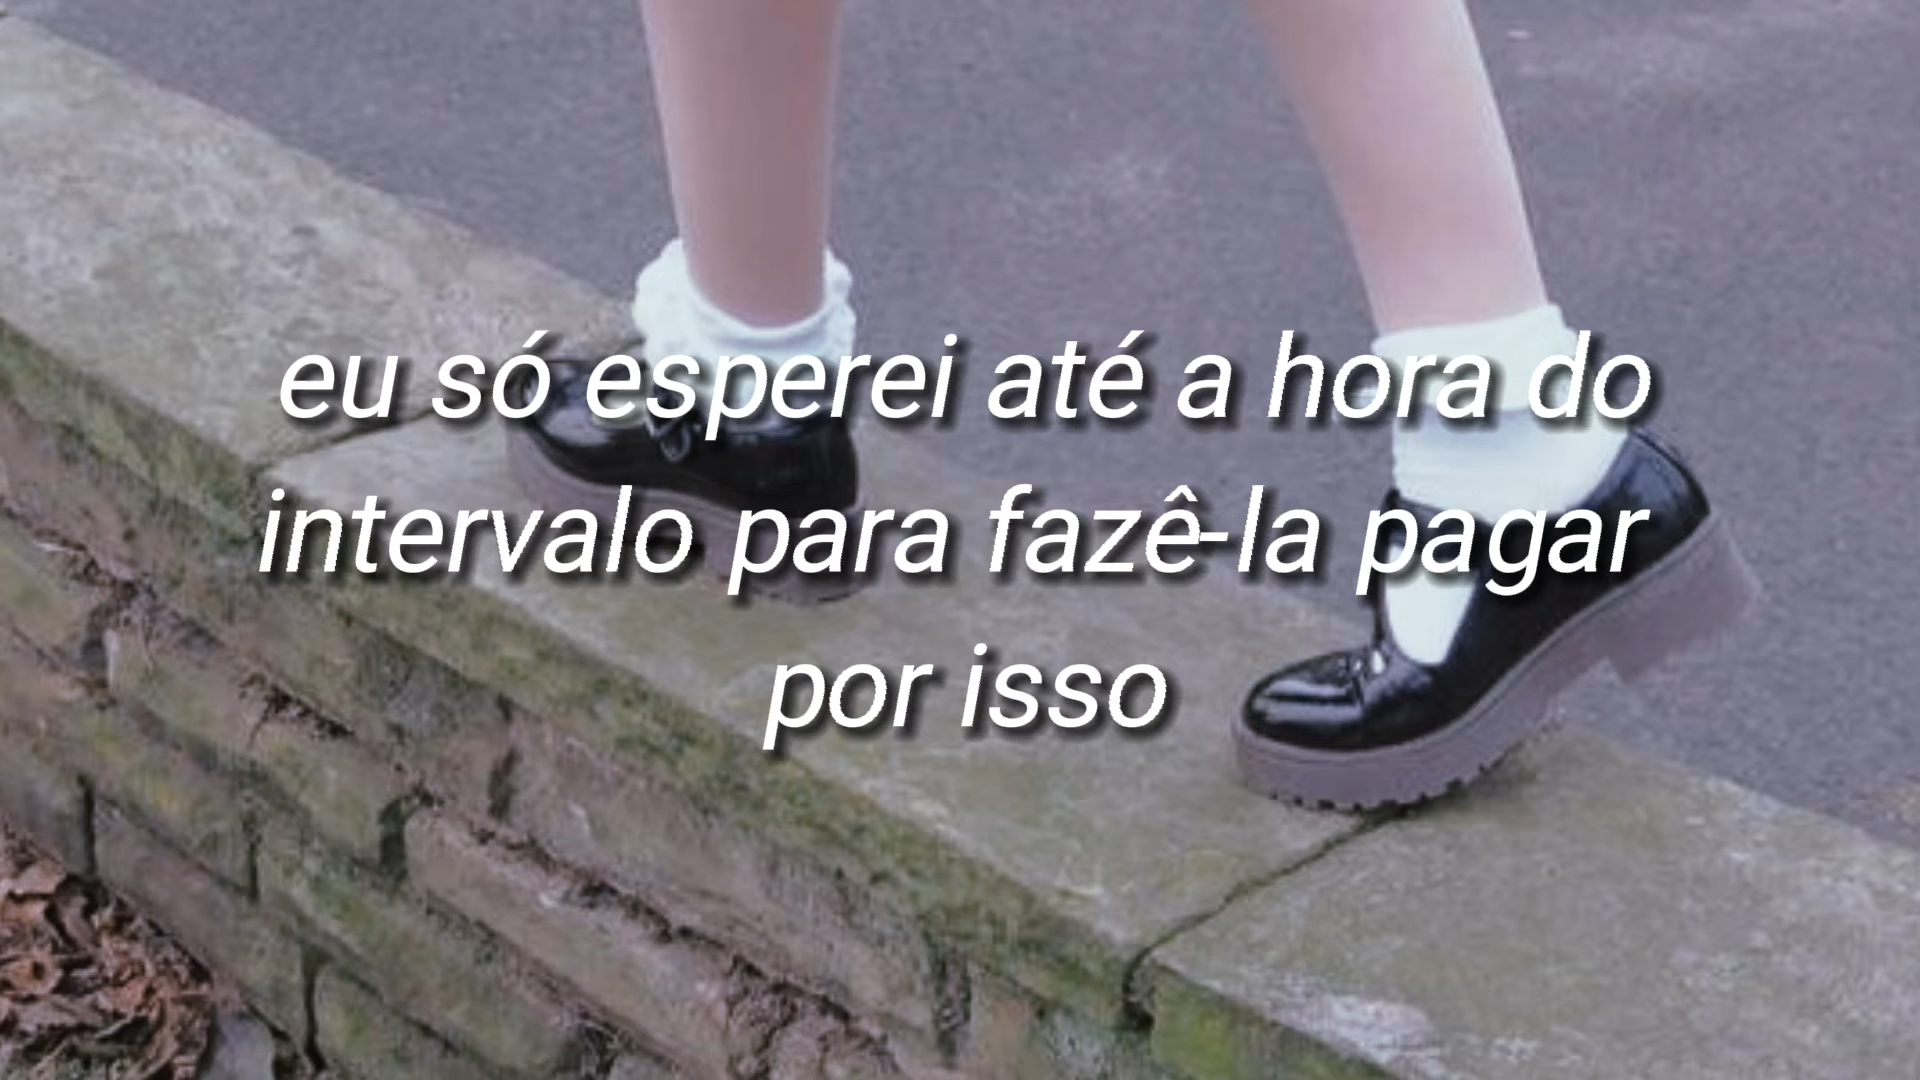 eu só esperei até a hora do
intervalo para fazê-la pagar
por isso